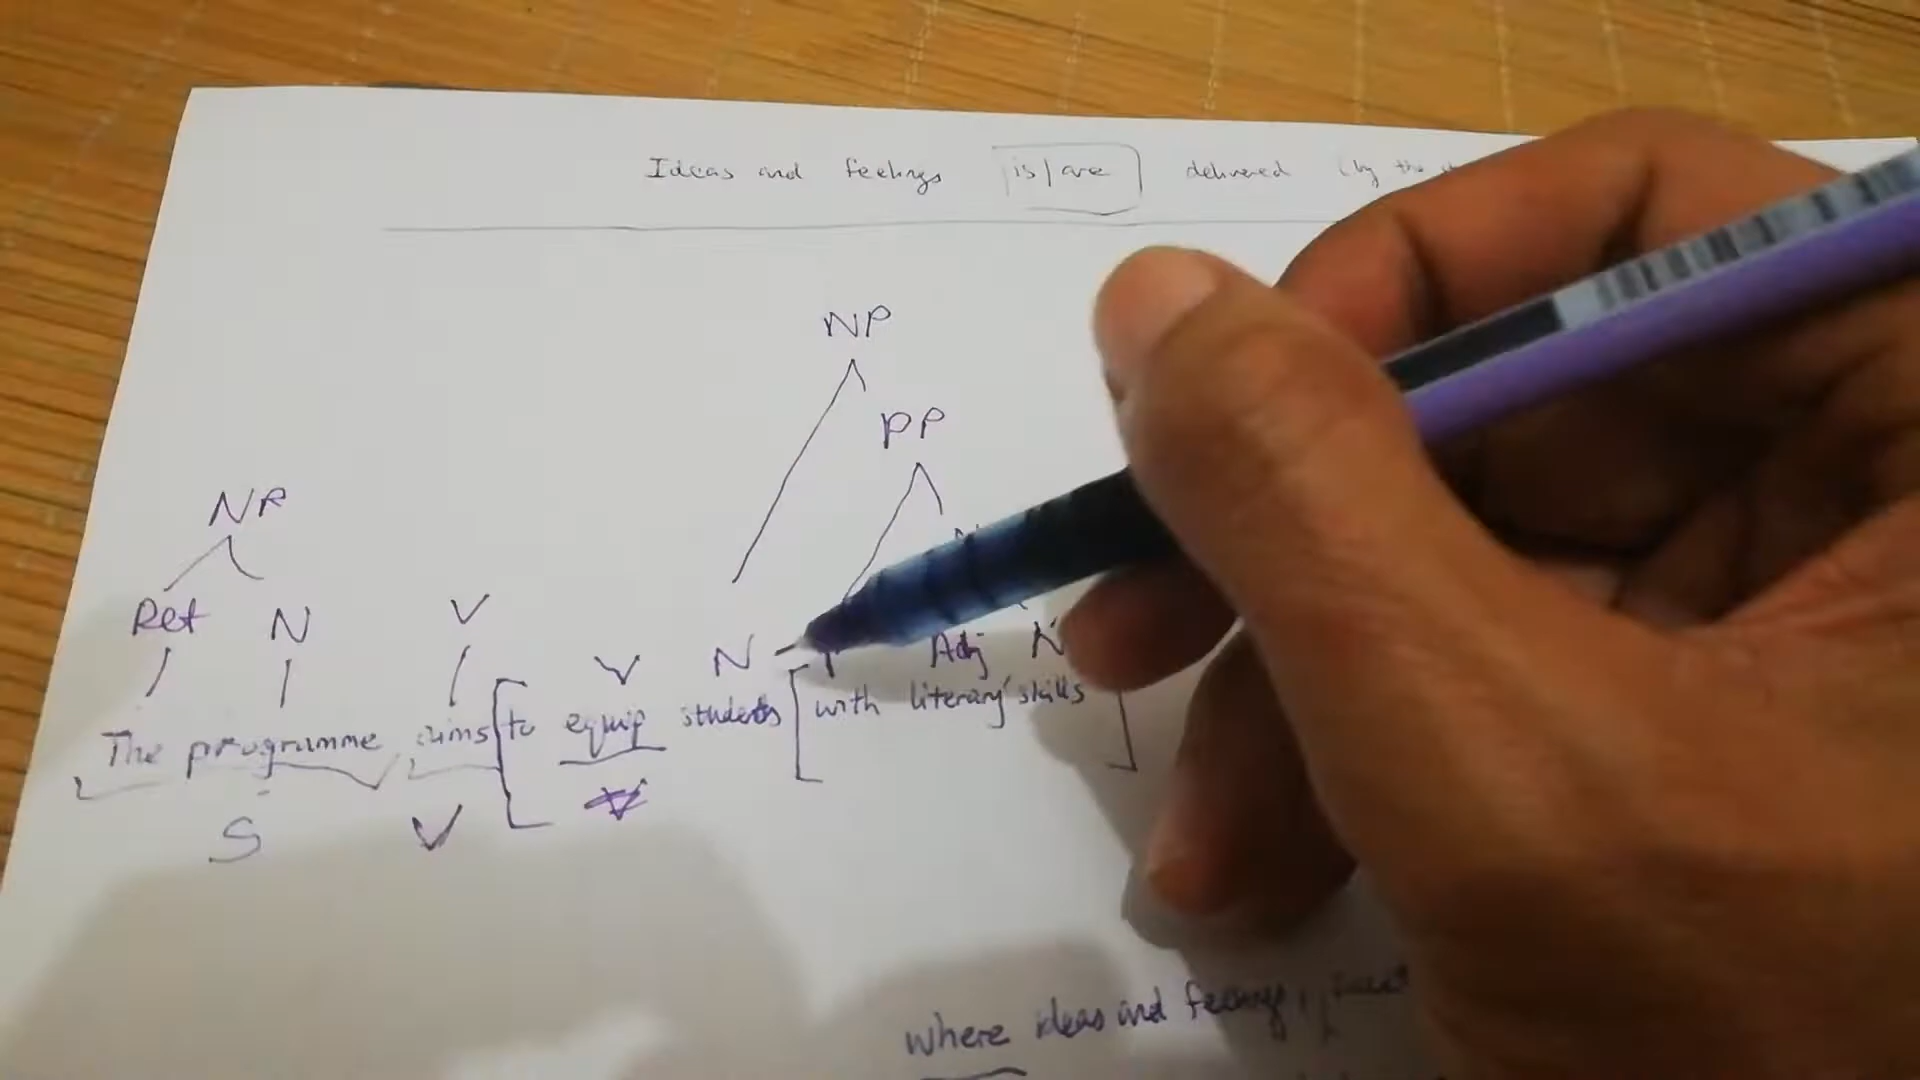 Ideas and feelings is/are delivered (by the
NP
PP
NP
Det N V
V N Adj N
The programme aims [to equip students [with literary skills ]
S V V
where ideas and feelings,